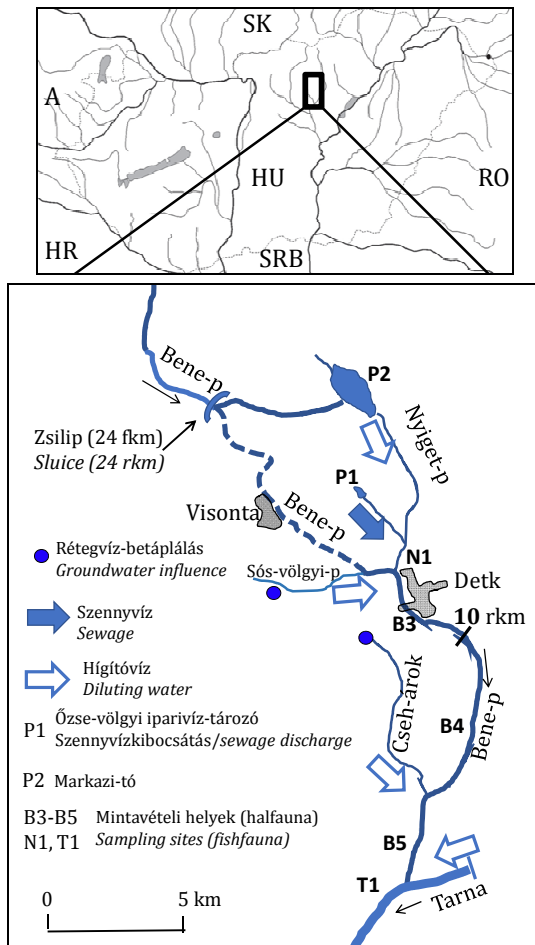 SK
A
HU
RO
HR
SRB
Bene-p
P2
Zsilip (24 fkm)
Sluice (24 rkm)
Nyiget-p
P1
Visonta
Bene-p
N1
Rétegvíz-betáplálás
Groundwater influence
Sós-völgyi-p
Detk
B3
10 rkm
Szennyvíz
Sewage
Hígítóvíz
Diluting water
Cseh-árok
B4
Bene-p
P1 Őzse-völgyi iparivíz-tározó
Szennyvízkibocsátás/sewage discharge
P2 Markazi-tó
B3-B5 Mintavételi helyek (halfauna)
N1, T1 Sampling sites (fishfauna)
B5
T1
Tarna
0 5 km